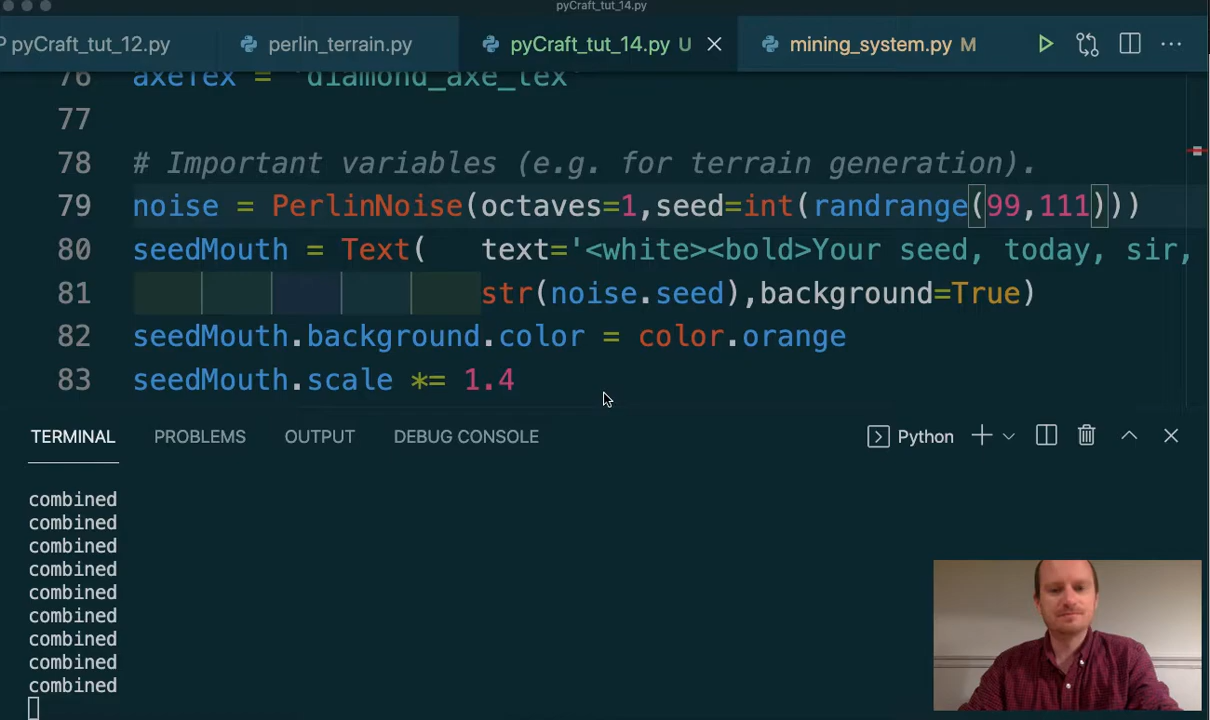 pyCraft_tut_14.py
pyCraft_tut_12.py perlin_terrain.py pyCraft_tut_14.py U mining_system.py M
76 axeTex = 'diamond_axe_tex'
77
78 # Important variables (e.g. for terrain generation).
79 noise = PerlinNoise(octaves=1,seed=int(randrange(99,111)))
80 seedMouth = Text( text='<white><bold>Your seed, today, sir,
81 str(noise.seed),background=True)
82 seedMouth.background.color = color.orange
83 seedMouth.scale *= 1.4
TERMINAL PROBLEMS OUTPUT DEBUG CONSOLE Python
combined
combined
combined
combined
combined
combined
combined
combined
combined